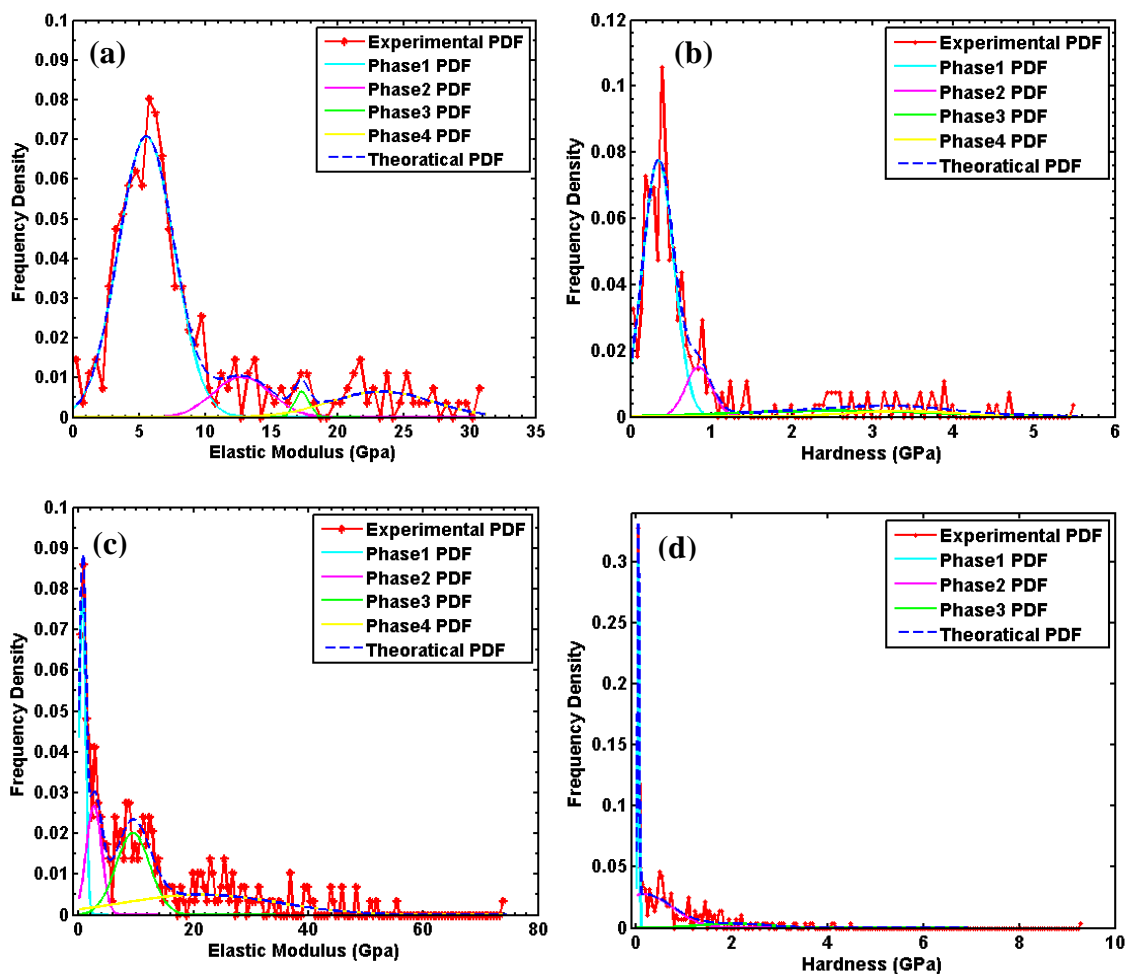 (a)
Experimental PDF
Phase1 PDF
Phase2 PDF
Phase3 PDF
Phase4 PDF
Theoratical PDF
Frequency Density
0.1
0.09
0.08
0.07
0.06
0.05
0.04
0.03
0.02
0.01
0
0 5 10 15 20 25 30 35
Elastic Modulus (Gpa)
(b)
Experimental PDF
Phase1 PDF
Phase2 PDF
Phase3 PDF
Phase4 PDF
Theoratical PDF
Frequency Density
0.12
0.1
0.08
0.06
0.04
0.02
0
0 1 2 3 4 5 6
Hardness (GPa)
(c)
Experimental PDF
Phase1 PDF
Phase2 PDF
Phase3 PDF
Phase4 PDF
Theoratical PDF
Frequency Density
0.1
0.09
0.08
0.07
0.06
0.05
0.04
0.03
0.02
0.01
0
0 20 40 60 80
Elastic Modulus (Gpa)
(d)
Experimental PDF
Phase1 PDF
Phase2 PDF
Phase3 PDF
Theoratical PDF
Frequency Density
0.3
0.25
0.2
0.15
0.1
0.05
0
0 2 4 6 8 10
Hardness (GPa)